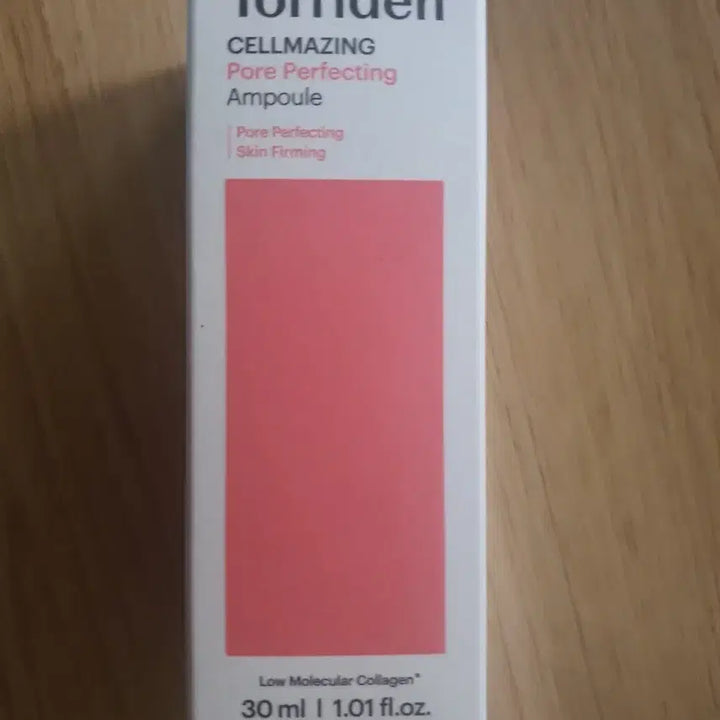 Torriden
CELLMAZING
Pore Perfecting
Ampoule
Pore Perfecting
Skin Firming
Low Molecular Collagen*
30 ml | 1.01 fl.oz.